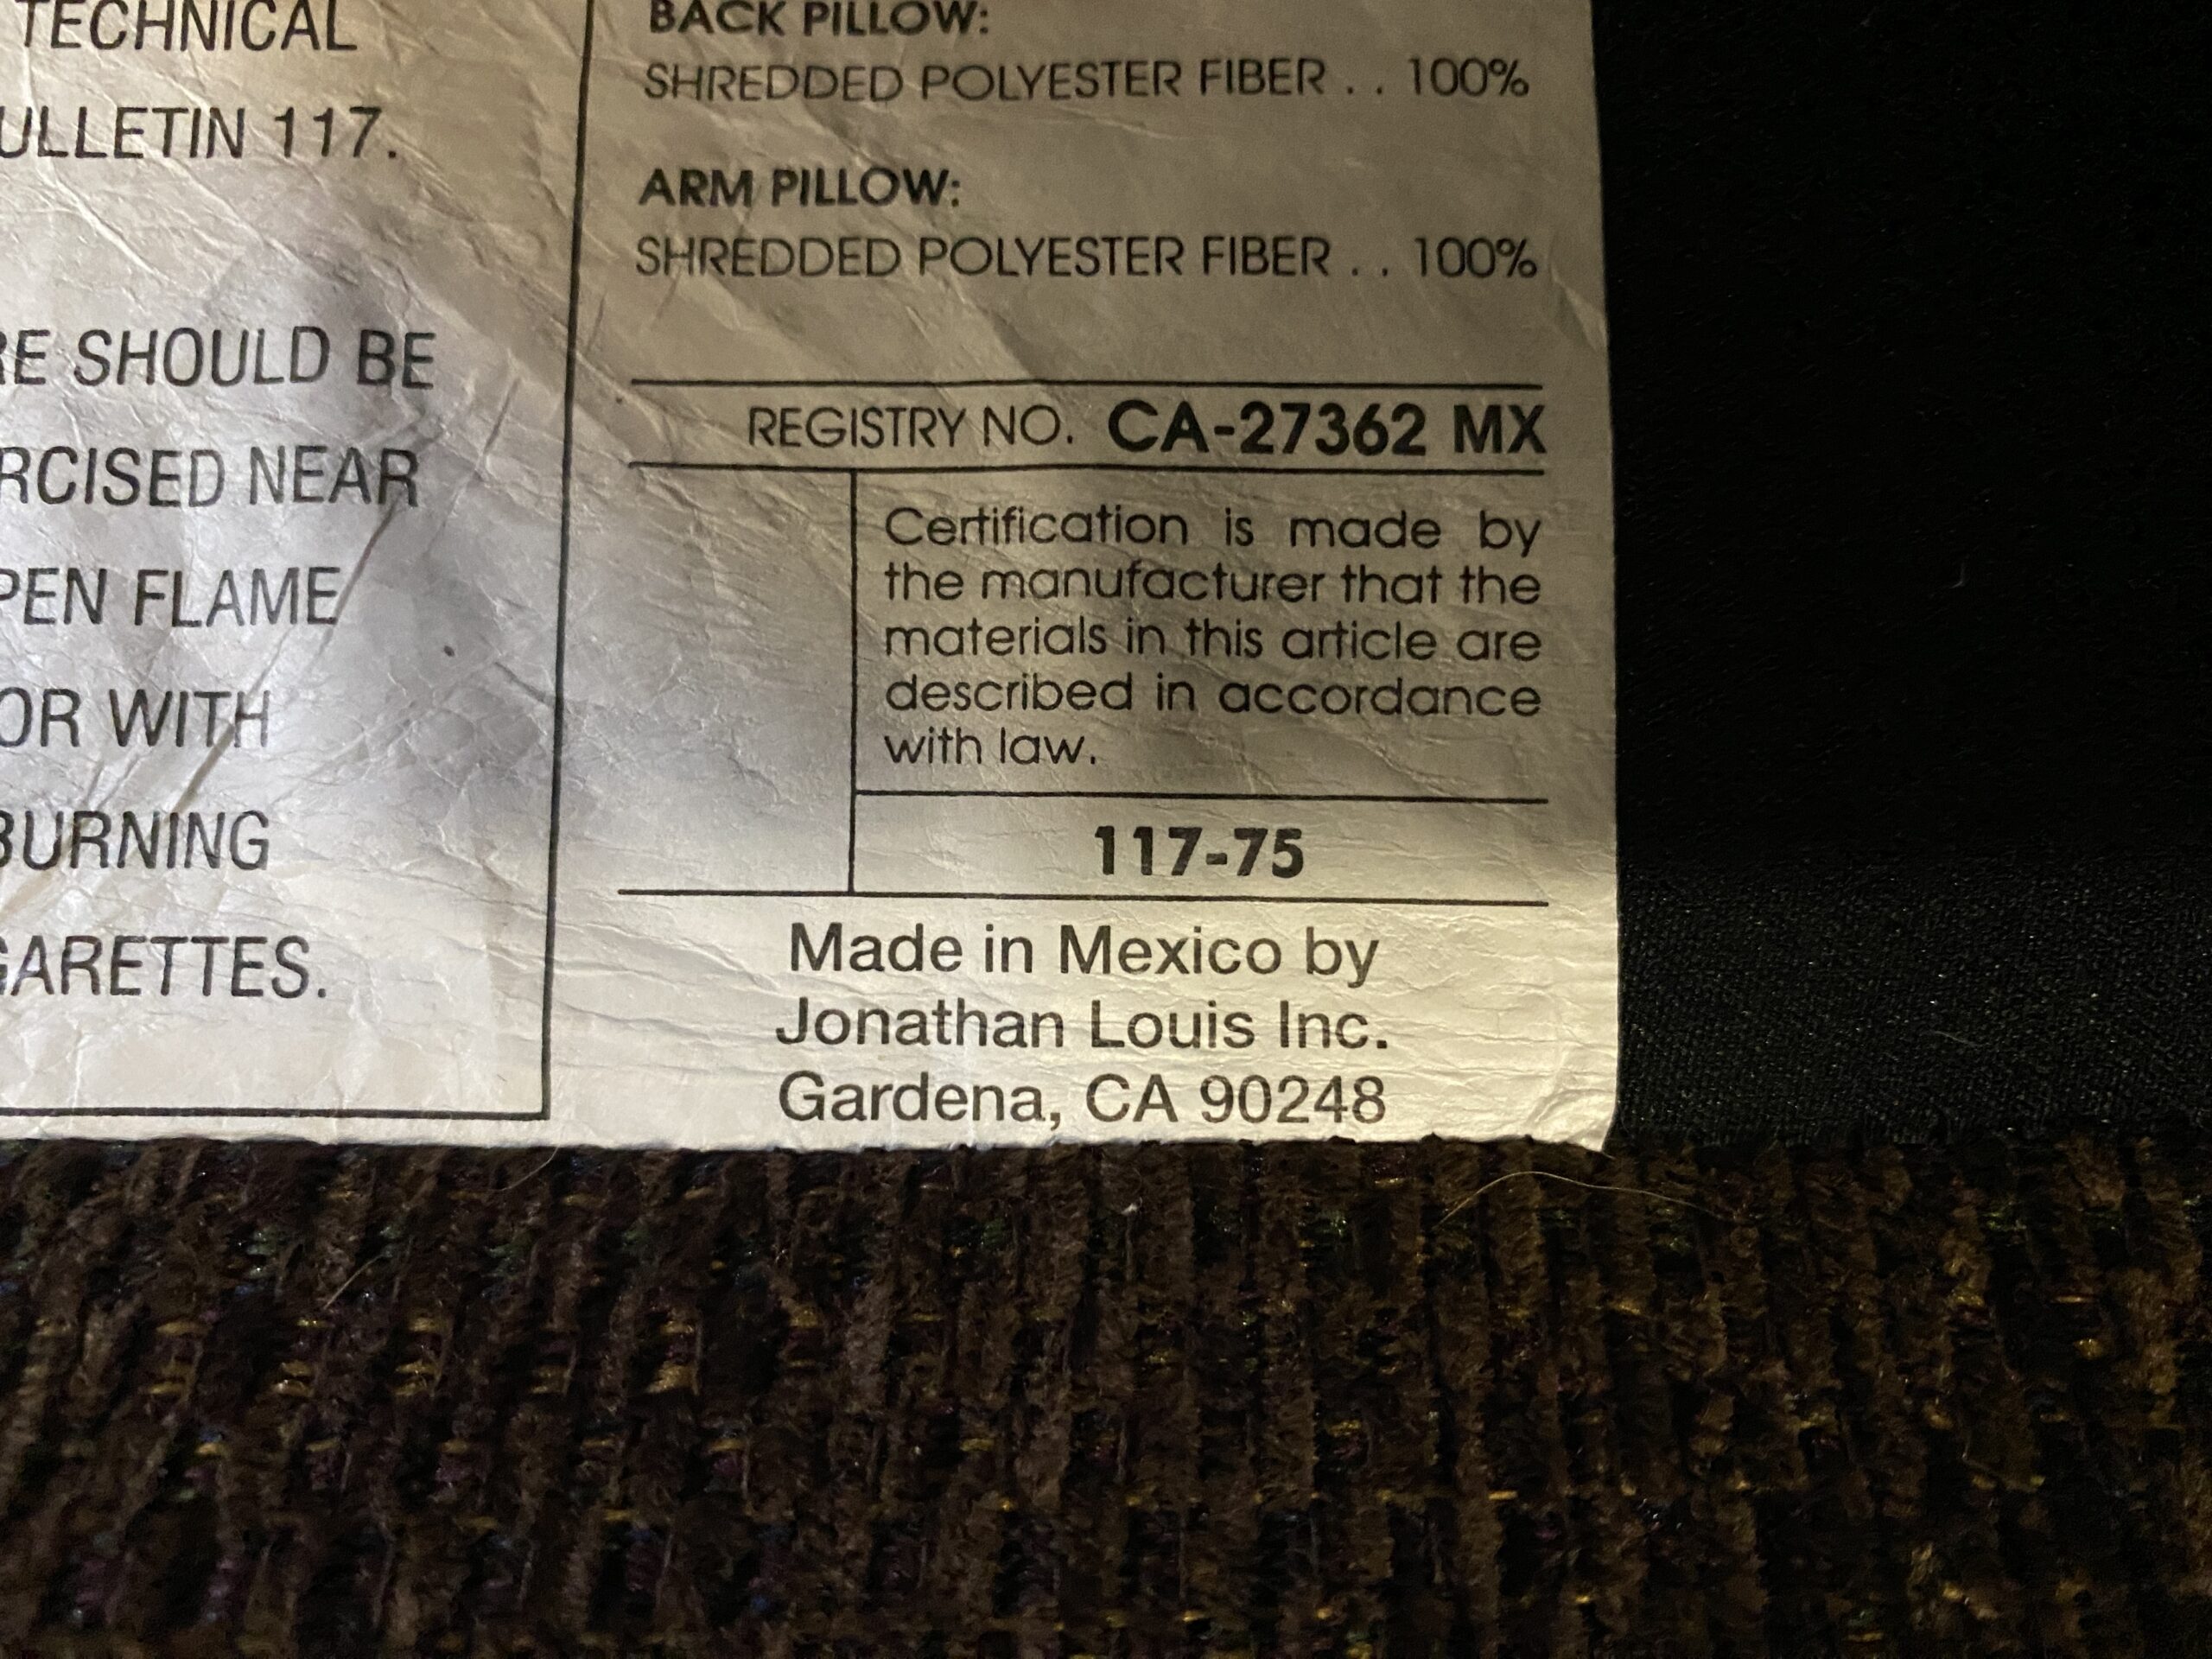 TECHNICAL
ULLETIN 117.
RE SHOULD BE
RCISED NEAR
PEN FLAME
OR WITH
BURNING
GARETTES.
BACK PILLOW:
SHREDDED POLYESTER FIBER . . 100%
ARM PILLOW:
SHREDDED POLYESTER FIBER . . 100%
REGISTRY NO. CA-27362 MX
Certification is made by
the manufacturer that the
materials in this article are
described in accordance
with law.
117-75
Made in Mexico by
Jonathan Louis Inc.
Gardena, CA 90248